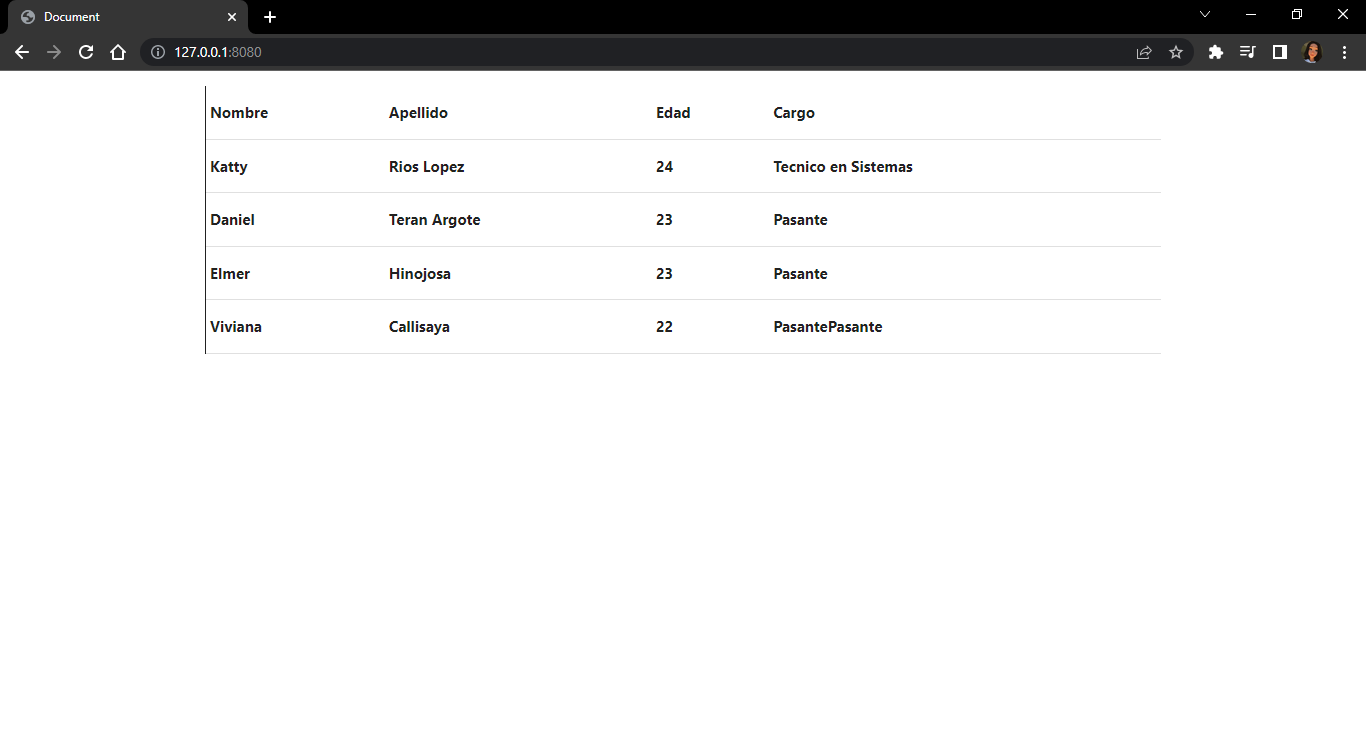 Document
127.0.0.1:8080
Nombre Apellido Edad Cargo
Katty Rios Lopez 24 Tecnico en Sistemas
Daniel Teran Argote 23 Pasante
Elmer Hinojosa 23 Pasante
Viviana Callisaya 22 PasantePasante